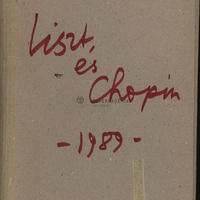 Liszt,
és
Chopin
-1989-